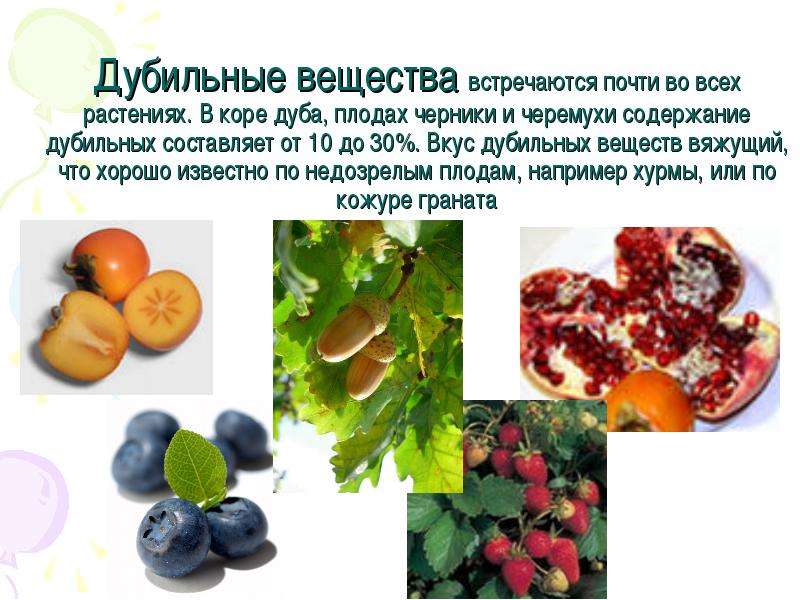 Дубильные вещества встречаются почти во всех
растениях. В коре дуба, плодах черники и черемухи содержание
дубильных составляет от 10 до 30%. Вкус дубильных веществ вяжущий,
что хорошо известно по недозрелым плодам, например хурмы, или по
кожуре граната